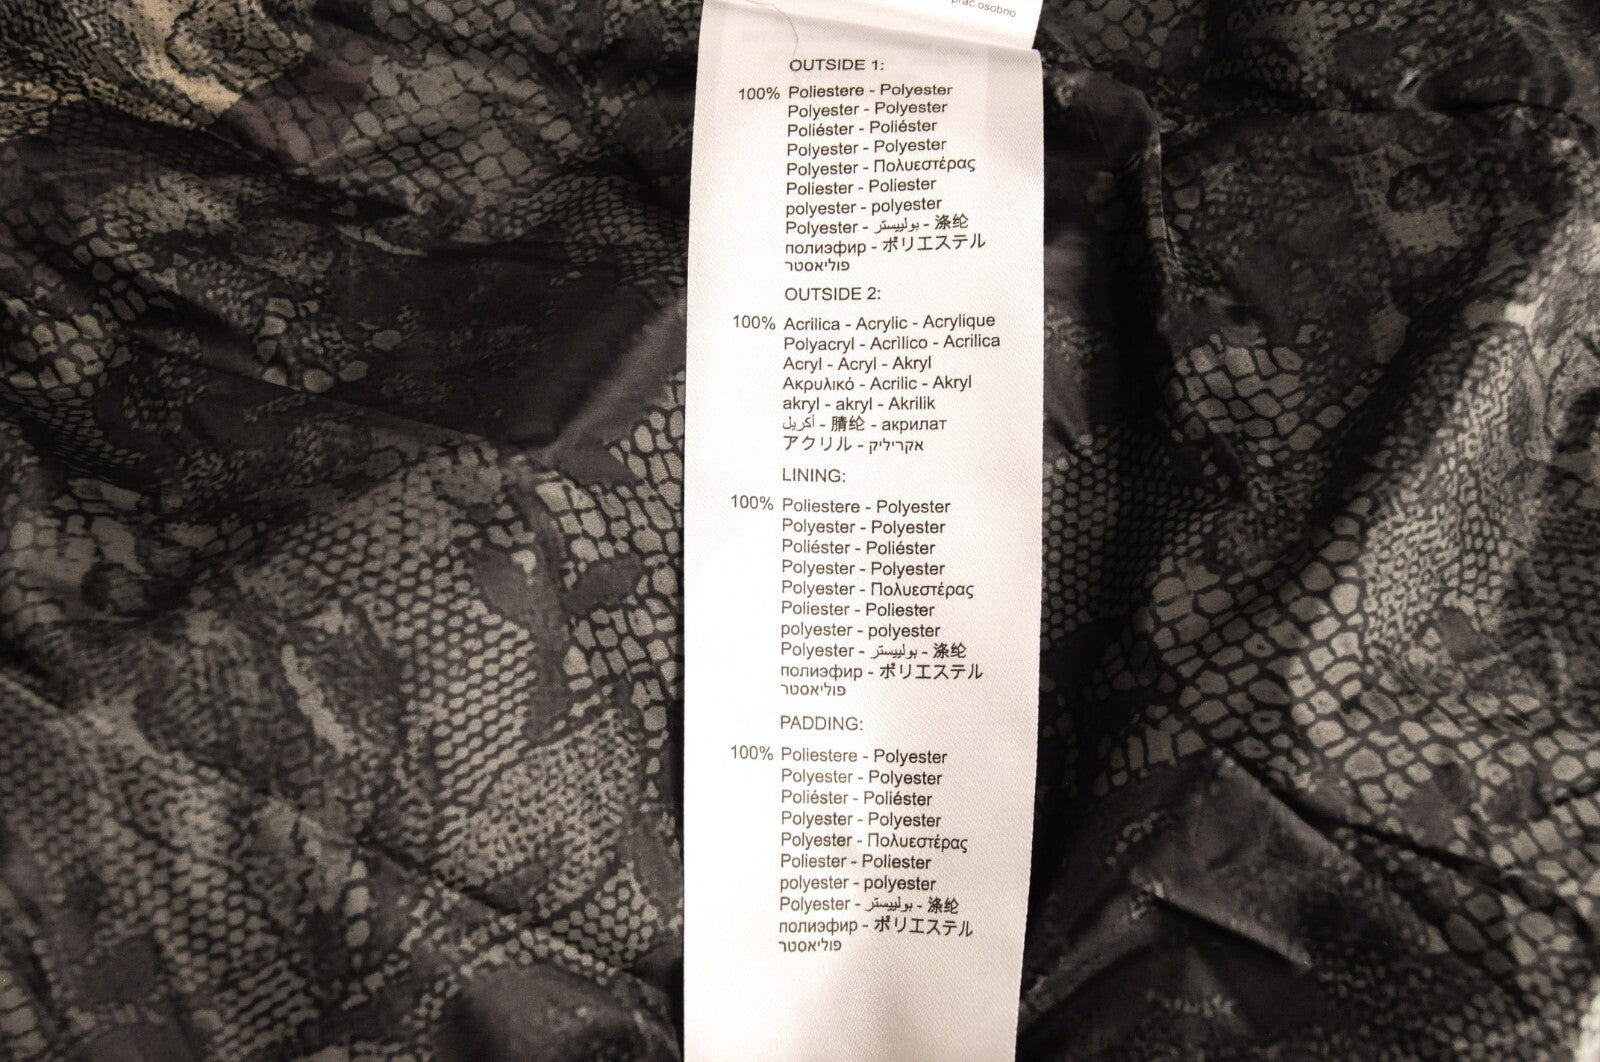 prać osobno
OUTSIDE 1:
100% Poliestere - Polyester
Polyester - Polyester
Poliéster - Poliéster
Polyester - Polyester
Polyester - Πολυεστέρας
Poliester - Poliester
polyester - polyester
Polyester - بولييستر - 涤纶
полиэфир - ポリエステル
פוליאסטר
OUTSIDE 2:
100% Acrilica - Acrylic - Acrylique
Polyacryl - Acrìlico - Acrilica
Acryl - Acryl - Akryl
Ακρυλικό - Acrilic - Akryl
akryl - akryl - Akrilik
أكريل - 腈纶 - акрилат
アクリル - אקריליק
LINING:
100% Poliestere - Polyester
Polyester - Polyester
Poliéster - Poliéster
Polyester - Polyester
Polyester - Πολυεστέρας
Poliester - Poliester
polyester - polyester
Polyester - بولييستر - 涤纶
полиэфир - ポリエステル
פוליאסטר
PADDING:
100% Poliestere - Polyester
Polyester - Polyester
Poliéster - Poliéster
Polyester - Polyester
Polyester - Πολυεστέρας
Poliester - Poliester
polyester - polyester
Polyester - بولييستر - 涤纶
полиэфир - ポリエステル
פוליאסטר